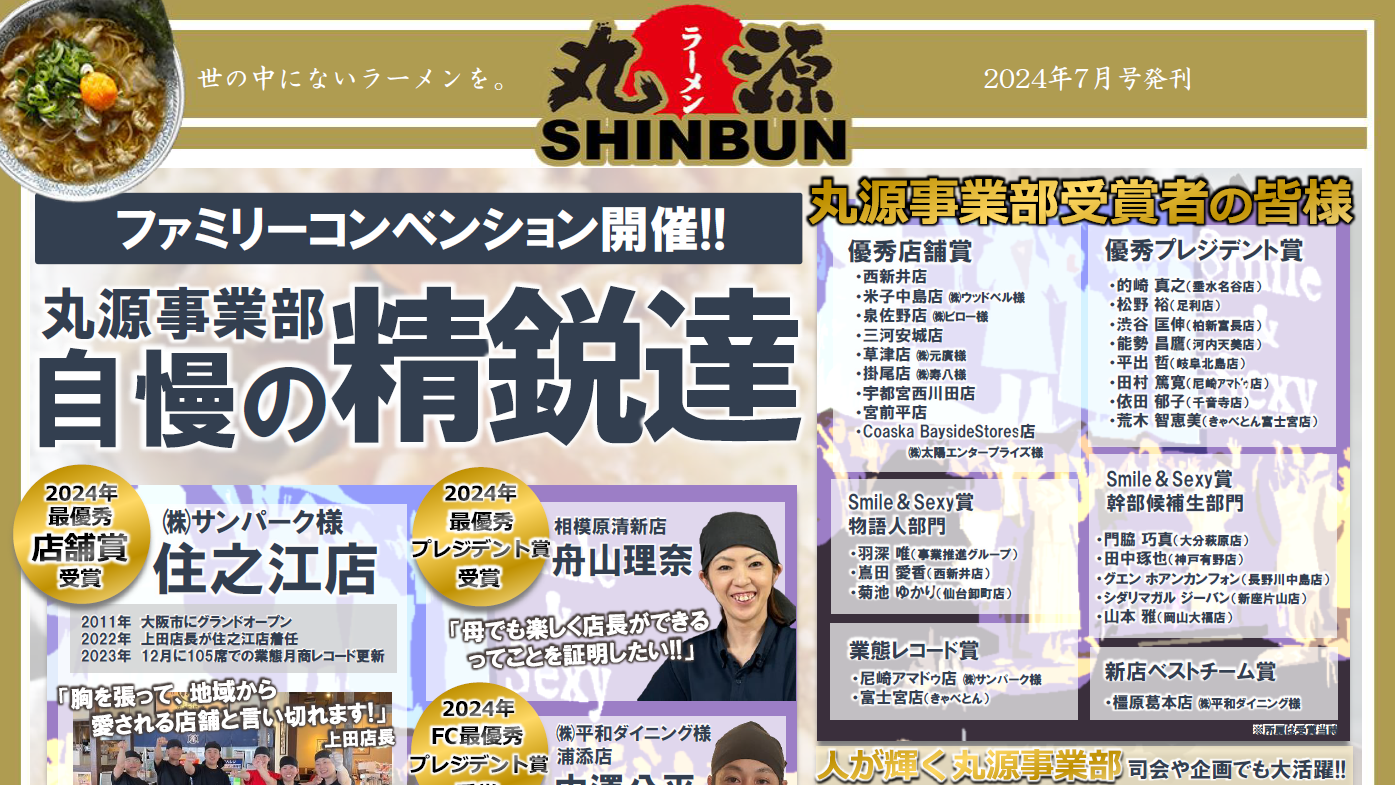 世の中にないラーメンを。
丸源
ラーメン
SHINBUN
2024年7月号発刊
ファミリーコンベンション開催!!
丸源事業部
自慢の精鋭達
2024年
最優秀
店舗賞
受賞
㈱サンパーク様
住之江店
2011年 大阪市にグランドオープン
2022年 上田店長が住之江店着任
2023年 12月に105席での業態月商レコード更新
「胸を張って、地域から
愛される店舗と言い切れます!」
上田店長
2024年
最優秀
プレジデント賞
受賞
相模原清新店
舟山理奈
「母でも楽しく店長ができる
ってことを証明したい!!」
2024年
FC最優秀
プレジデント賞
㈱平和ダイニング様
浦添店
丸源事業部受賞者の皆様
優秀店舗賞
・西新井店
・米子中島店 ㈱ウッドベル様
・泉佐野店 ㈱ビロー様
・三河安城店
・草津店 ㈱元廣様
・掛尾店 ㈱寿八様
・宇都宮西川田店
・宮前平店
・Coaska BaysideStores店
㈱太陽エンタープライズ様
優秀プレジデント賞
・的崎 真之(垂水名谷店)
・松野 裕(足利店)
・渋谷 匡伸(柏新富長店)
・能勢 昌鷹(河内天美店)
・平出 哲(岐阜北島店)
・田村 篤寛(尼崎アマドゥ店)
・依田 郁子(千音寺店)
・荒木 智恵美(きゃべとん富士宮店)
Smile＆Sexy賞
物語人部門
・羽深 唯(事業推進グループ)
・嶌田 愛香(西新井店)
・菊池 ゆかり(仙台卸町店)
Smile＆Sexy賞
幹部候補生部門
・門脇 巧真(大分萩原店)
・田中琢也(神戸有野店)
・グエン ホアンカンフォン(長野川中島店)
・シダリマガル ジーバン(新座片山店)
・山本 雅(岡山大福店)
業態レコード賞
・尼崎アマドゥ店 ㈱サンパーク様
・富士宮店(きゃべとん)
新店ベストチーム賞
・橿原葛本店 ㈱平和ダイニング様
※所属は受賞当時
人が輝く丸源事業部 司会や企画でも大活躍!!